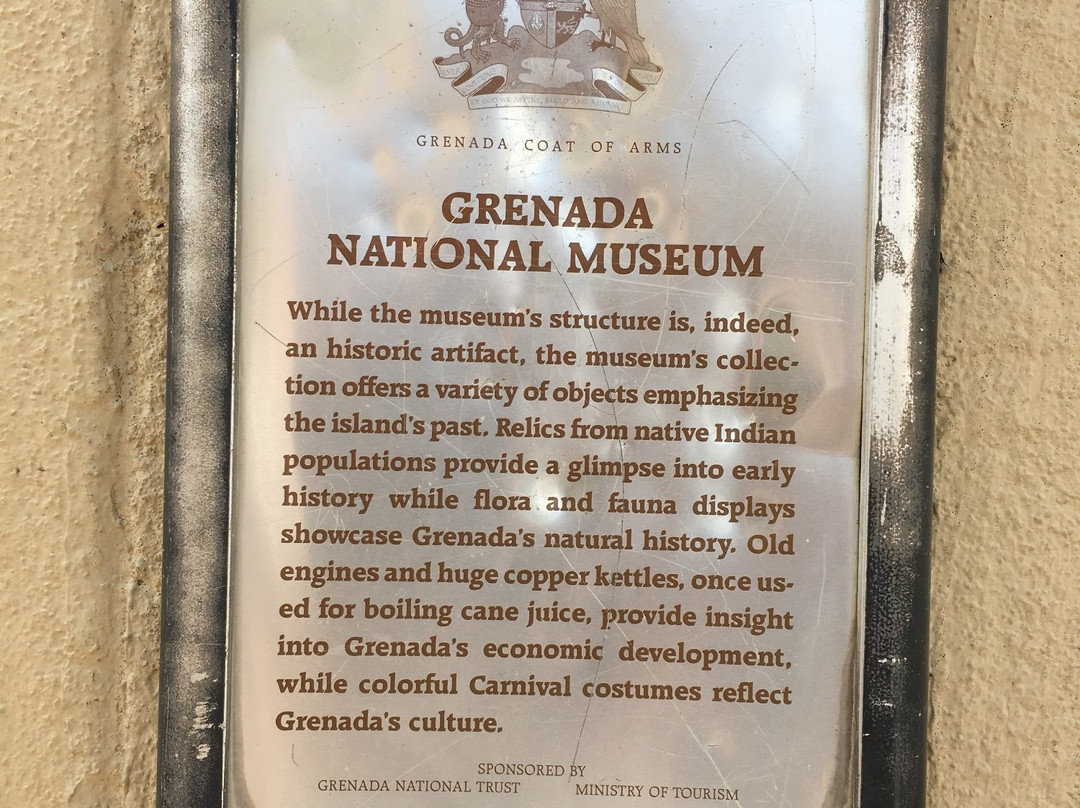 GRENADA COAT OF ARMS
GRENADA
NATIONAL MUSEUM
While the museum's structure is, indeed,
an historic artifact, the museum's collec-
tion offers a variety of objects emphasizing
the island's past. Relics from native Indian
populations provide a glimpse into early
history while flora and fauna displays
showcase Grenada's natural history. Old
engines and huge copper kettles, once us-
ed for boiling cane juice, provide insight
into Grenada's economic development,
while colorful Carnival costumes reflect
Grenada's culture.
SPONSORED BY
GRENADA NATIONAL TRUST MINISTRY OF TOURISM